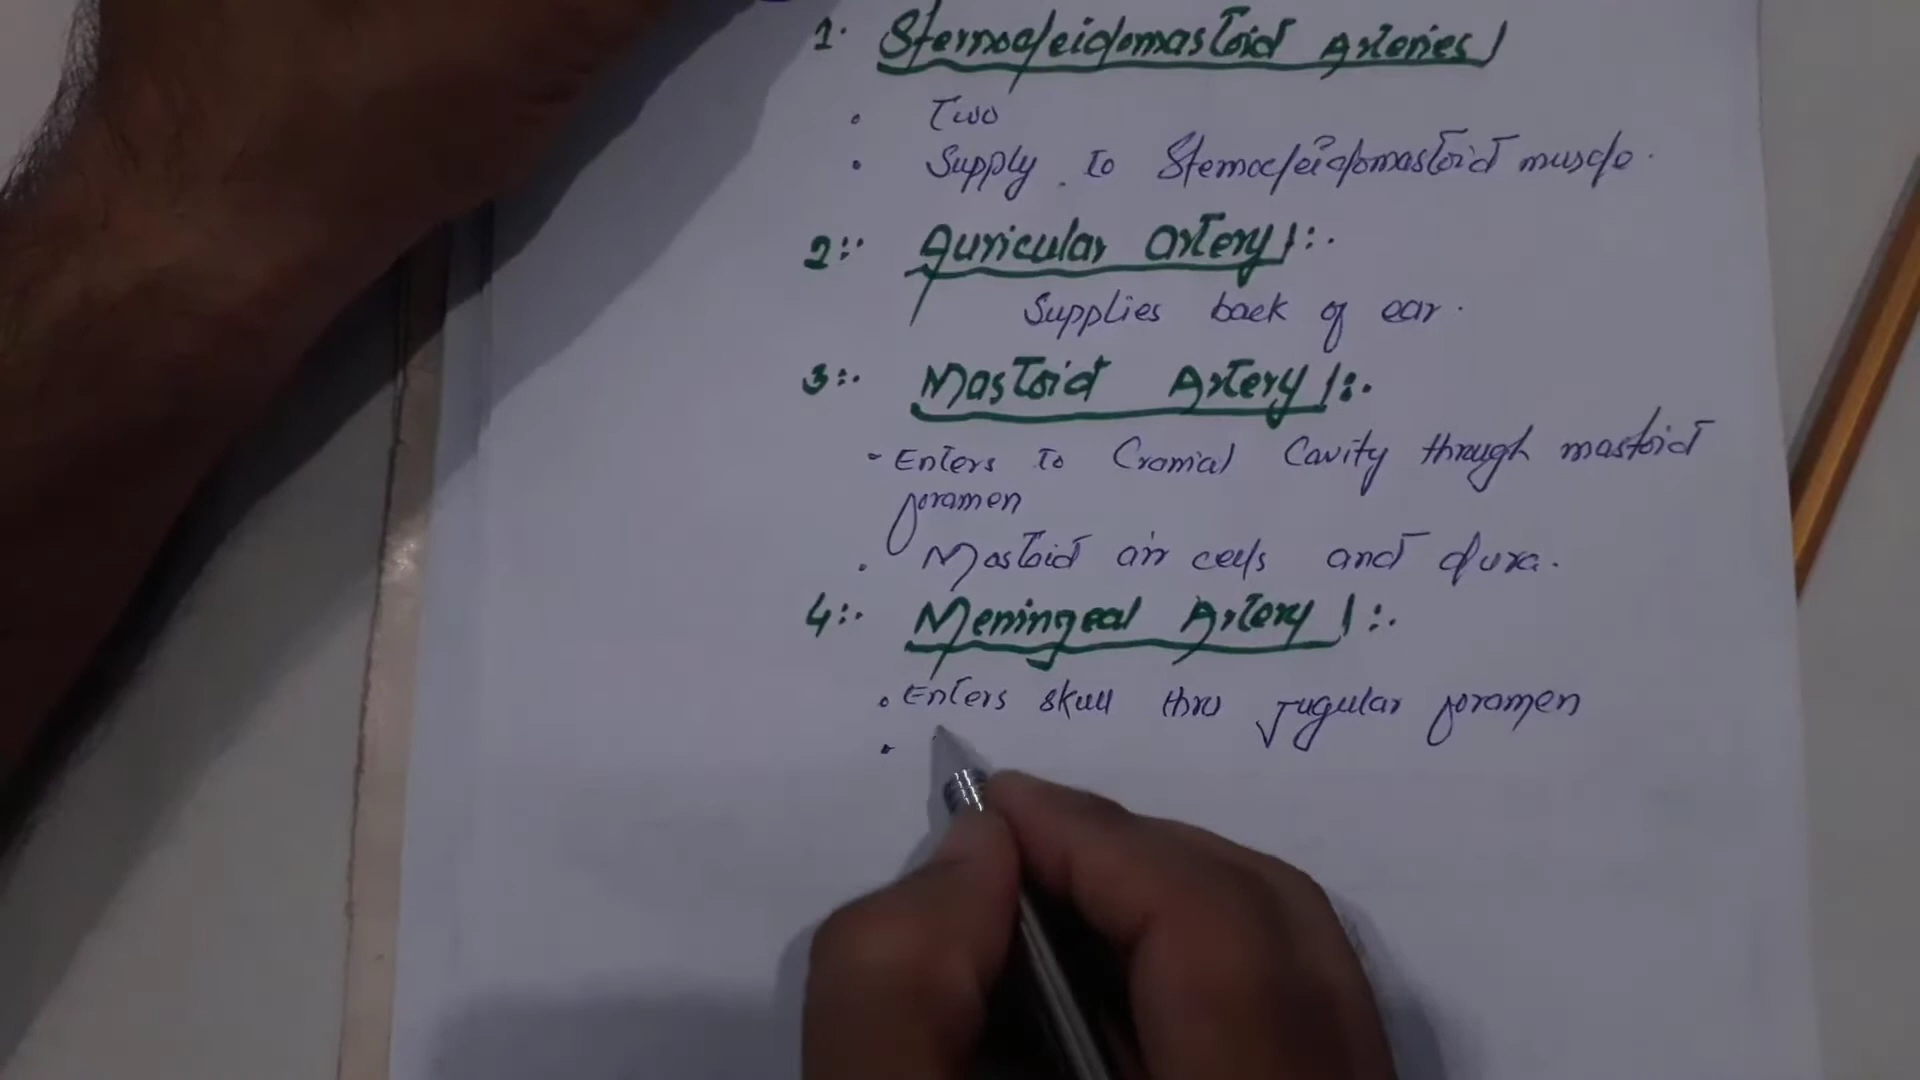 1. Sternocleidomastoid Arteries
• Two
• Supply to Sternocleidomastoid muscle.
2:. Auricular artery:.
Supplies back of ear.
3:. Mastoid Artery:.
- Enters to Cranial Cavity through mastoid
foramen
• Mastoid air cells and dura.
4:. Meningeal Artery:.
• Enters skull thro jugular foramen
•